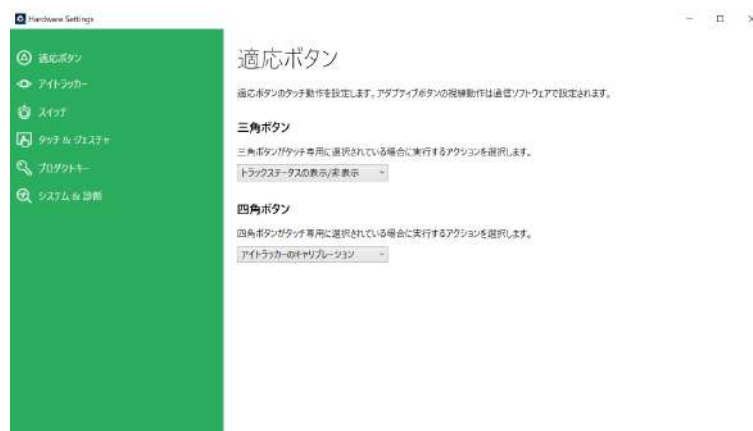 Hardware Settings
適応ボタン
アイトラッカー
スイッチ
タッチ & ジェスチャ
プロダクトキー
システム & 診断
適応ボタン
適応ボタンのタッチ動作を設定します。アダプティブボタンの視線動作は通信ソフトウェアで設定されます。
三角ボタン
三角ボタンがタッチ専用に選択されている場合に実行するアクションを選択します。
トラックステータスの表示/非表示
四角ボタン
四角ボタンがタッチ専用に選択されている場合に実行するアクションを選択します。
アイトラッカーのキャリブレーション